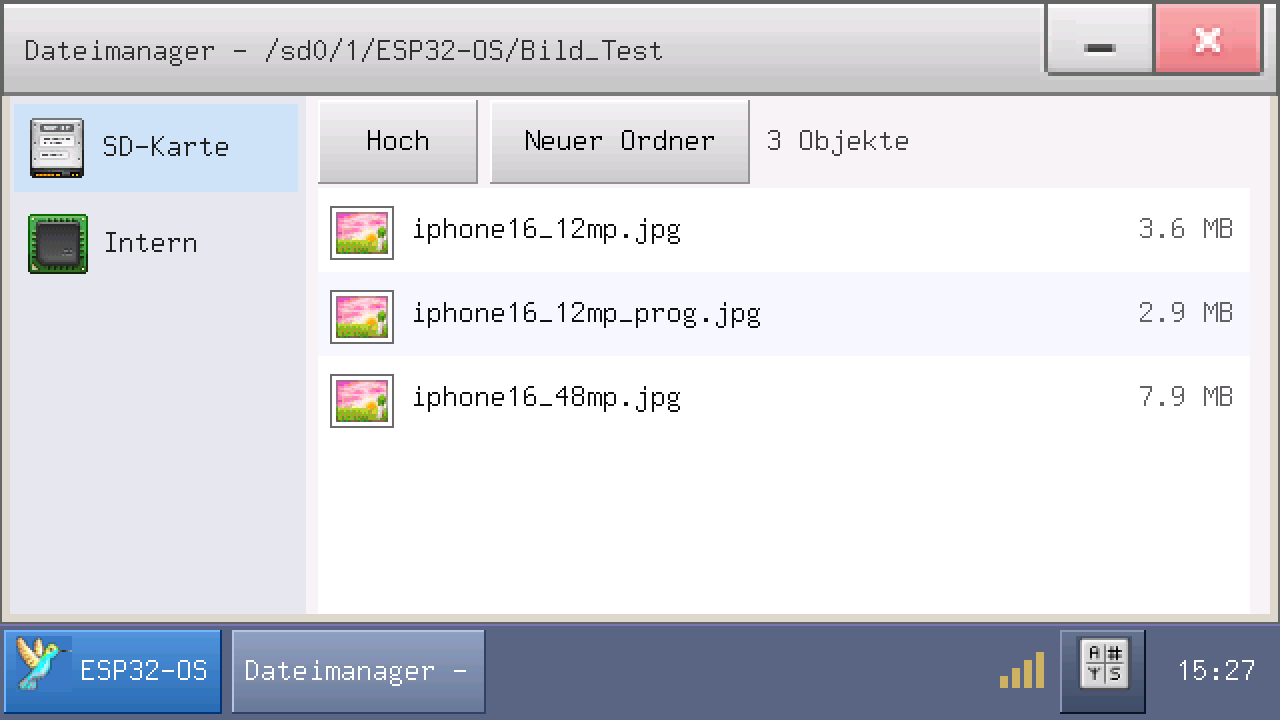 Dateimanager - /sd0/1/ESP32-OS/Bild_Test
SD-Karte
Intern
Hoch
Neuer Ordner
3 Objekte
iphone16_12mp.jpg 3.6 MB
iphone16_12mp_prog.jpg 2.9 MB
iphone16_48mp.jpg 7.9 MB
ESP32-OS
Dateimanager -
A #
Y S
15:27